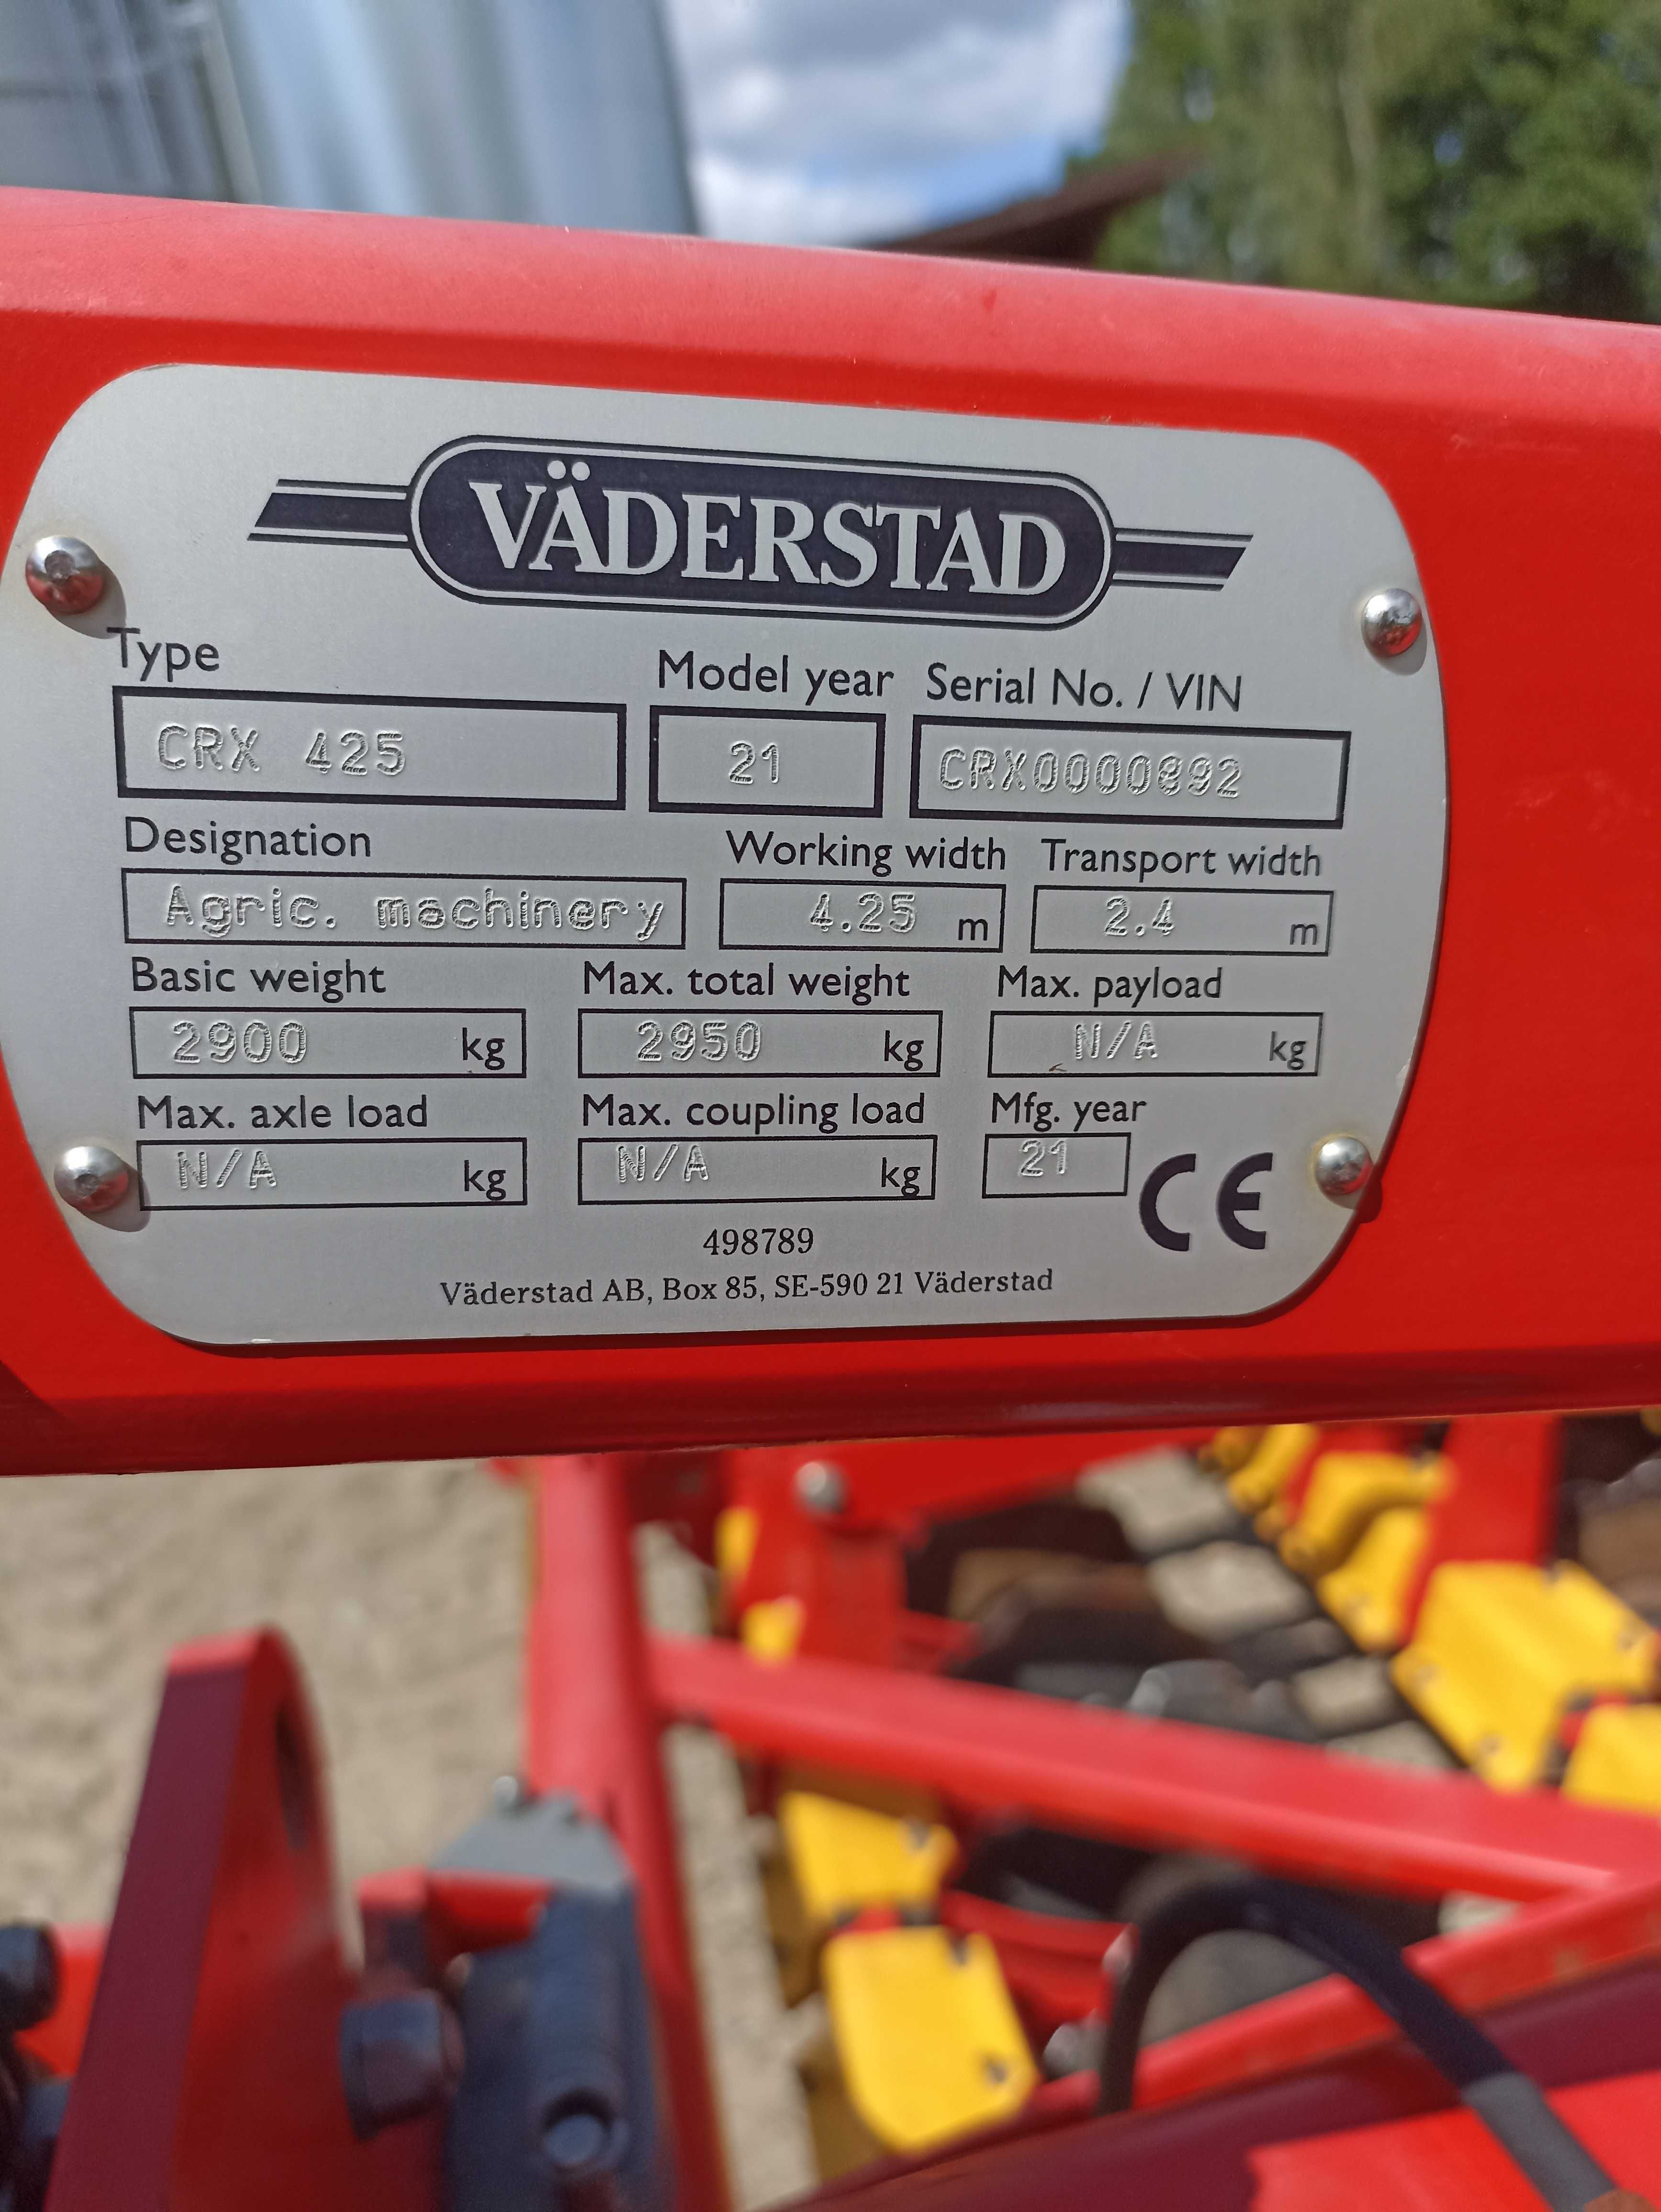 VÄDERSTAD
Type
Model year
Serial No. / VIN
CRX 425
21
CRX0000892
Designation
Working width
Transport width
Agric. machinery
4.25 m
2.4 m
Basic weight
Max. total weight
Max. payload
2900 kg
2950 kg
N/A kg
Max. axle load
Max. coupling load
Mfg. year
N/A kg
N/A kg
21
CE
498789
Väderstad AB, Box 85, SE-590 21 Väderstad